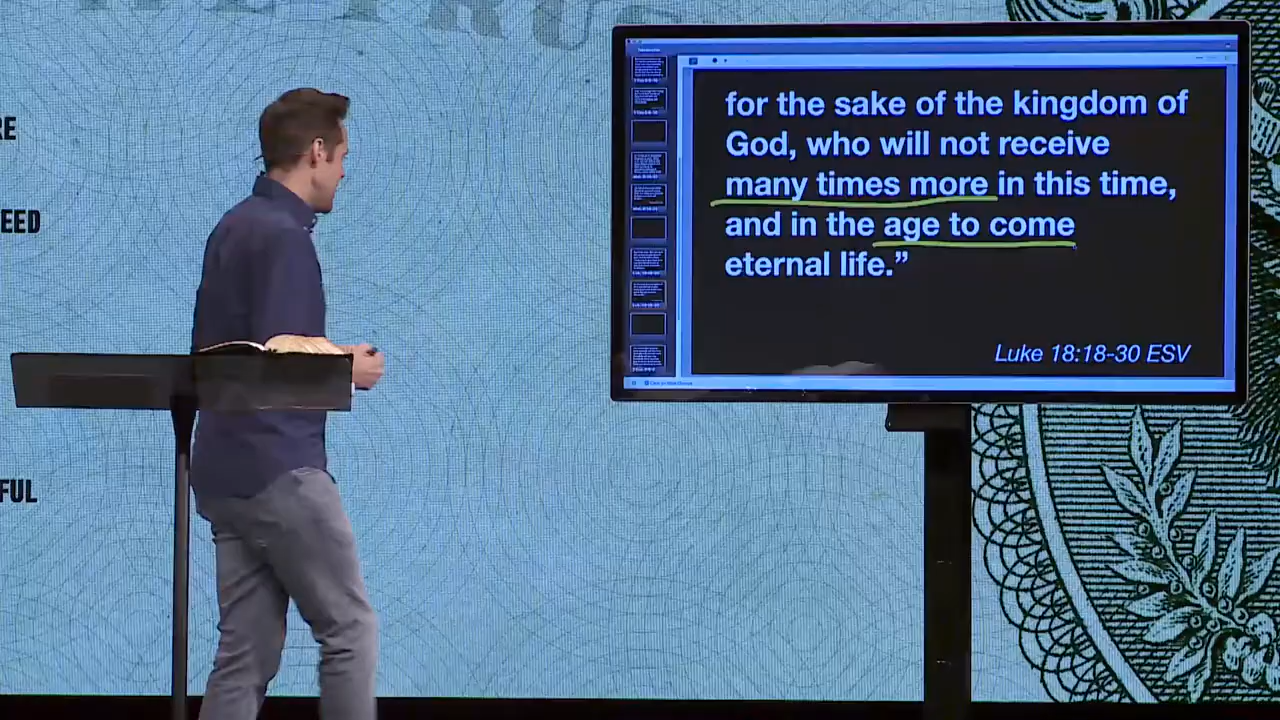 RE
EED
FUL
for the sake of the kingdom of
God, who will not receive
many times more in this time,
and in the age to come
eternal life.”
Luke 18:18-30 ESV